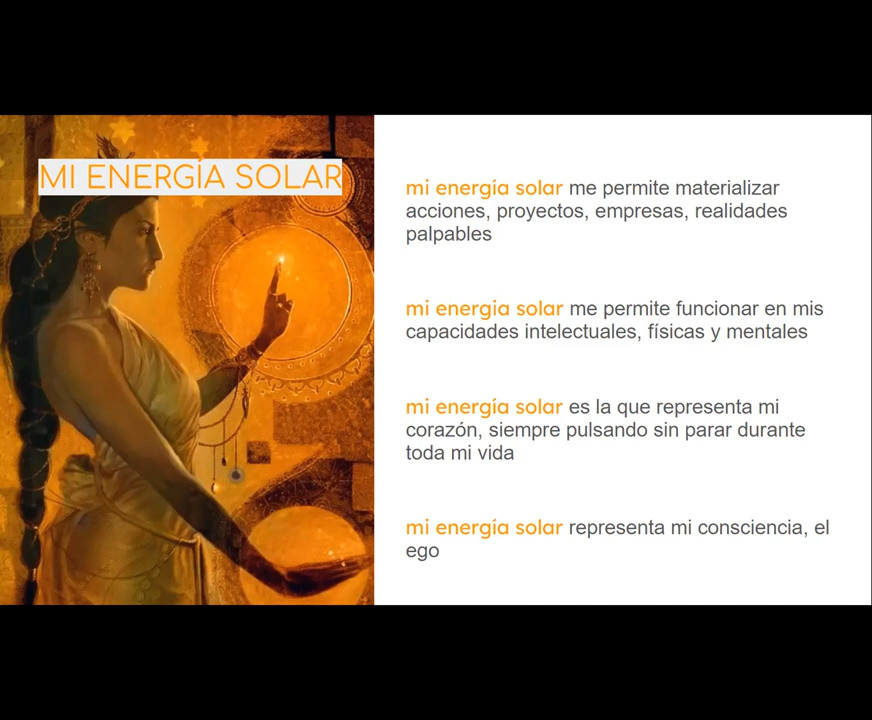 MI ENERGÍA SOLAR
mi energía solar me permite materializar
acciones, proyectos, empresas, realidades
palpables
mi energia solar me permite funcionar en mis
capacidades intelectuales, físicas y mentales
mi energía solar es la que representa mi
corazón, siempre pulsando sin parar durante
toda mi vida
mi energía solar representa mi consciencia, el
ego